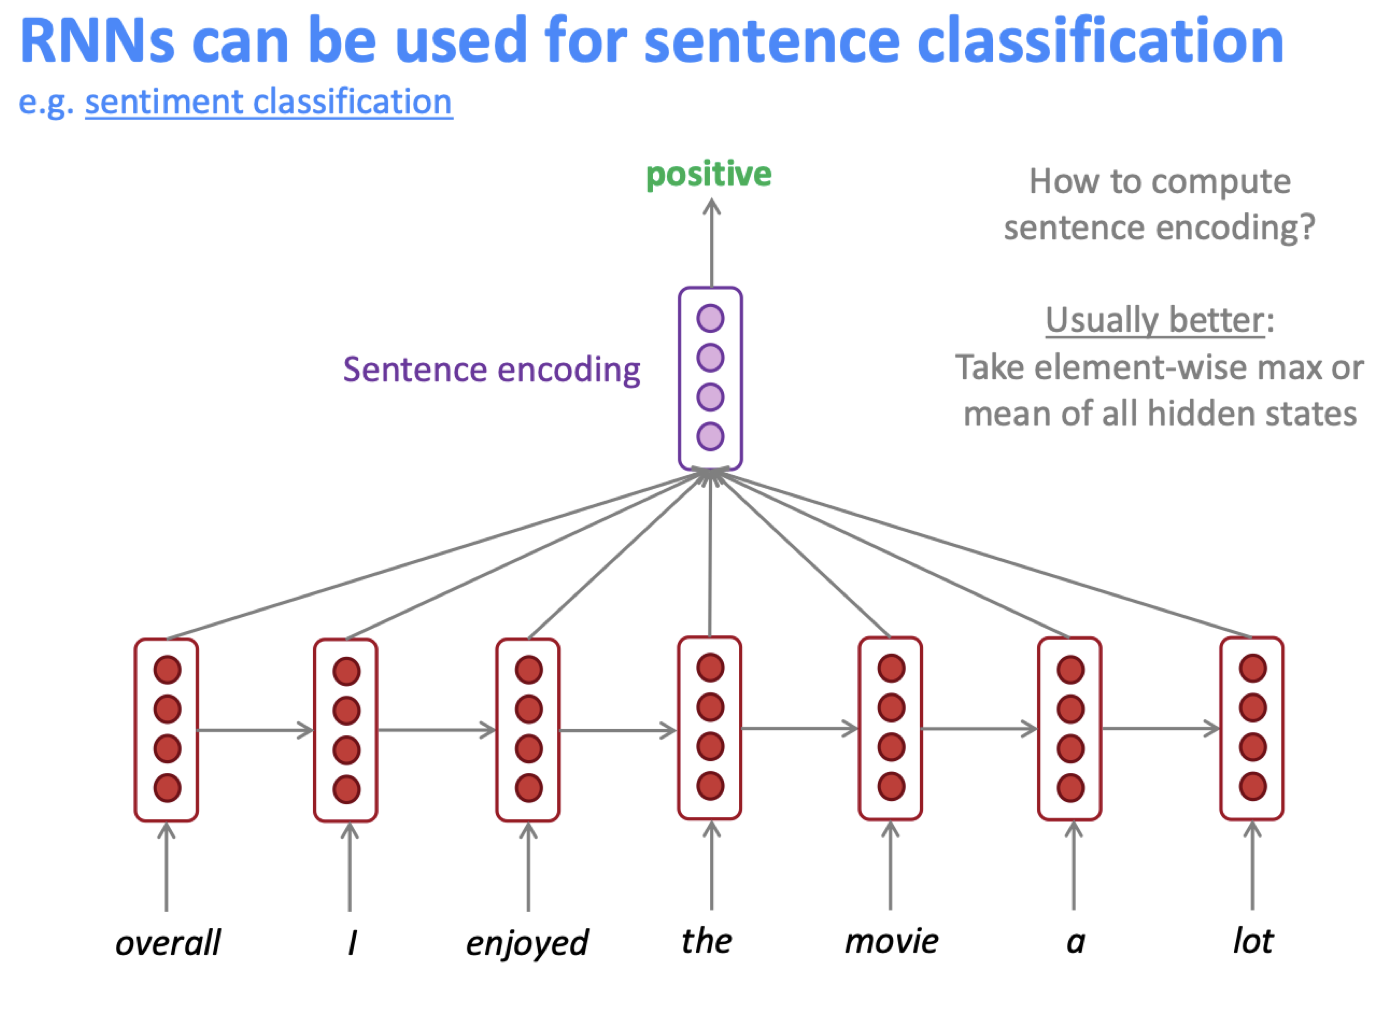 RNNs can be used for sentence classification
e.g. sentiment classification
positive
How to compute
sentence encoding?
Usually better:
Take element-wise max or
mean of all hidden states
Sentence encoding
overall I enjoyed the movie a lot